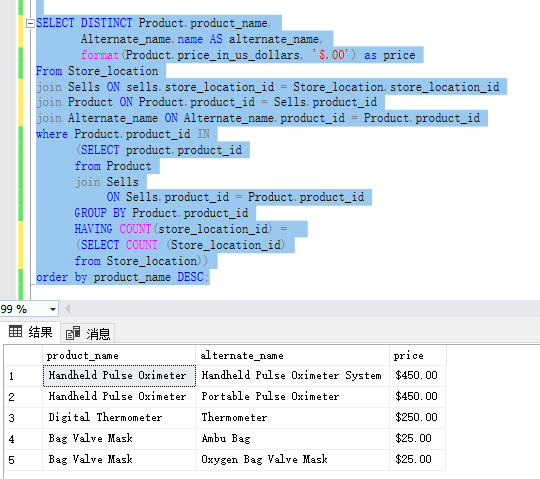 SELECT DISTINCT Product.product_name,
Alternate_name.name AS alternate_name,
format(Product.price_in_us_dollars, '$.00') as price
From Store_location
join Sells ON sells.store_location_id = Store_location.store_location_id
join Product ON Product.product_id = Sells.product_id
join Alternate_name ON Alternate_name.product_id = Product.product_id
where Product.product_id IN
(SELECT product.product_id
from Product
join Sells
ON Sells.product_id = Product.product_id
GROUP BY Product.product_id
HAVING COUNT(store_location_id) =
(SELECT COUNT (Store_location_id)
from Store_location))
order by product_name DESC;
99 %
结果 消息
product_name alternate_name price
1 Handheld Pulse Oximeter Handheld Pulse Oximeter System $450.00
2 Handheld Pulse Oximeter Portable Pulse Oximeter $450.00
3 Digital Thermometer Thermometer $250.00
4 Bag Valve Mask Ambu Bag $25.00
5 Bag Valve Mask Oxygen Bag Valve Mask $25.00